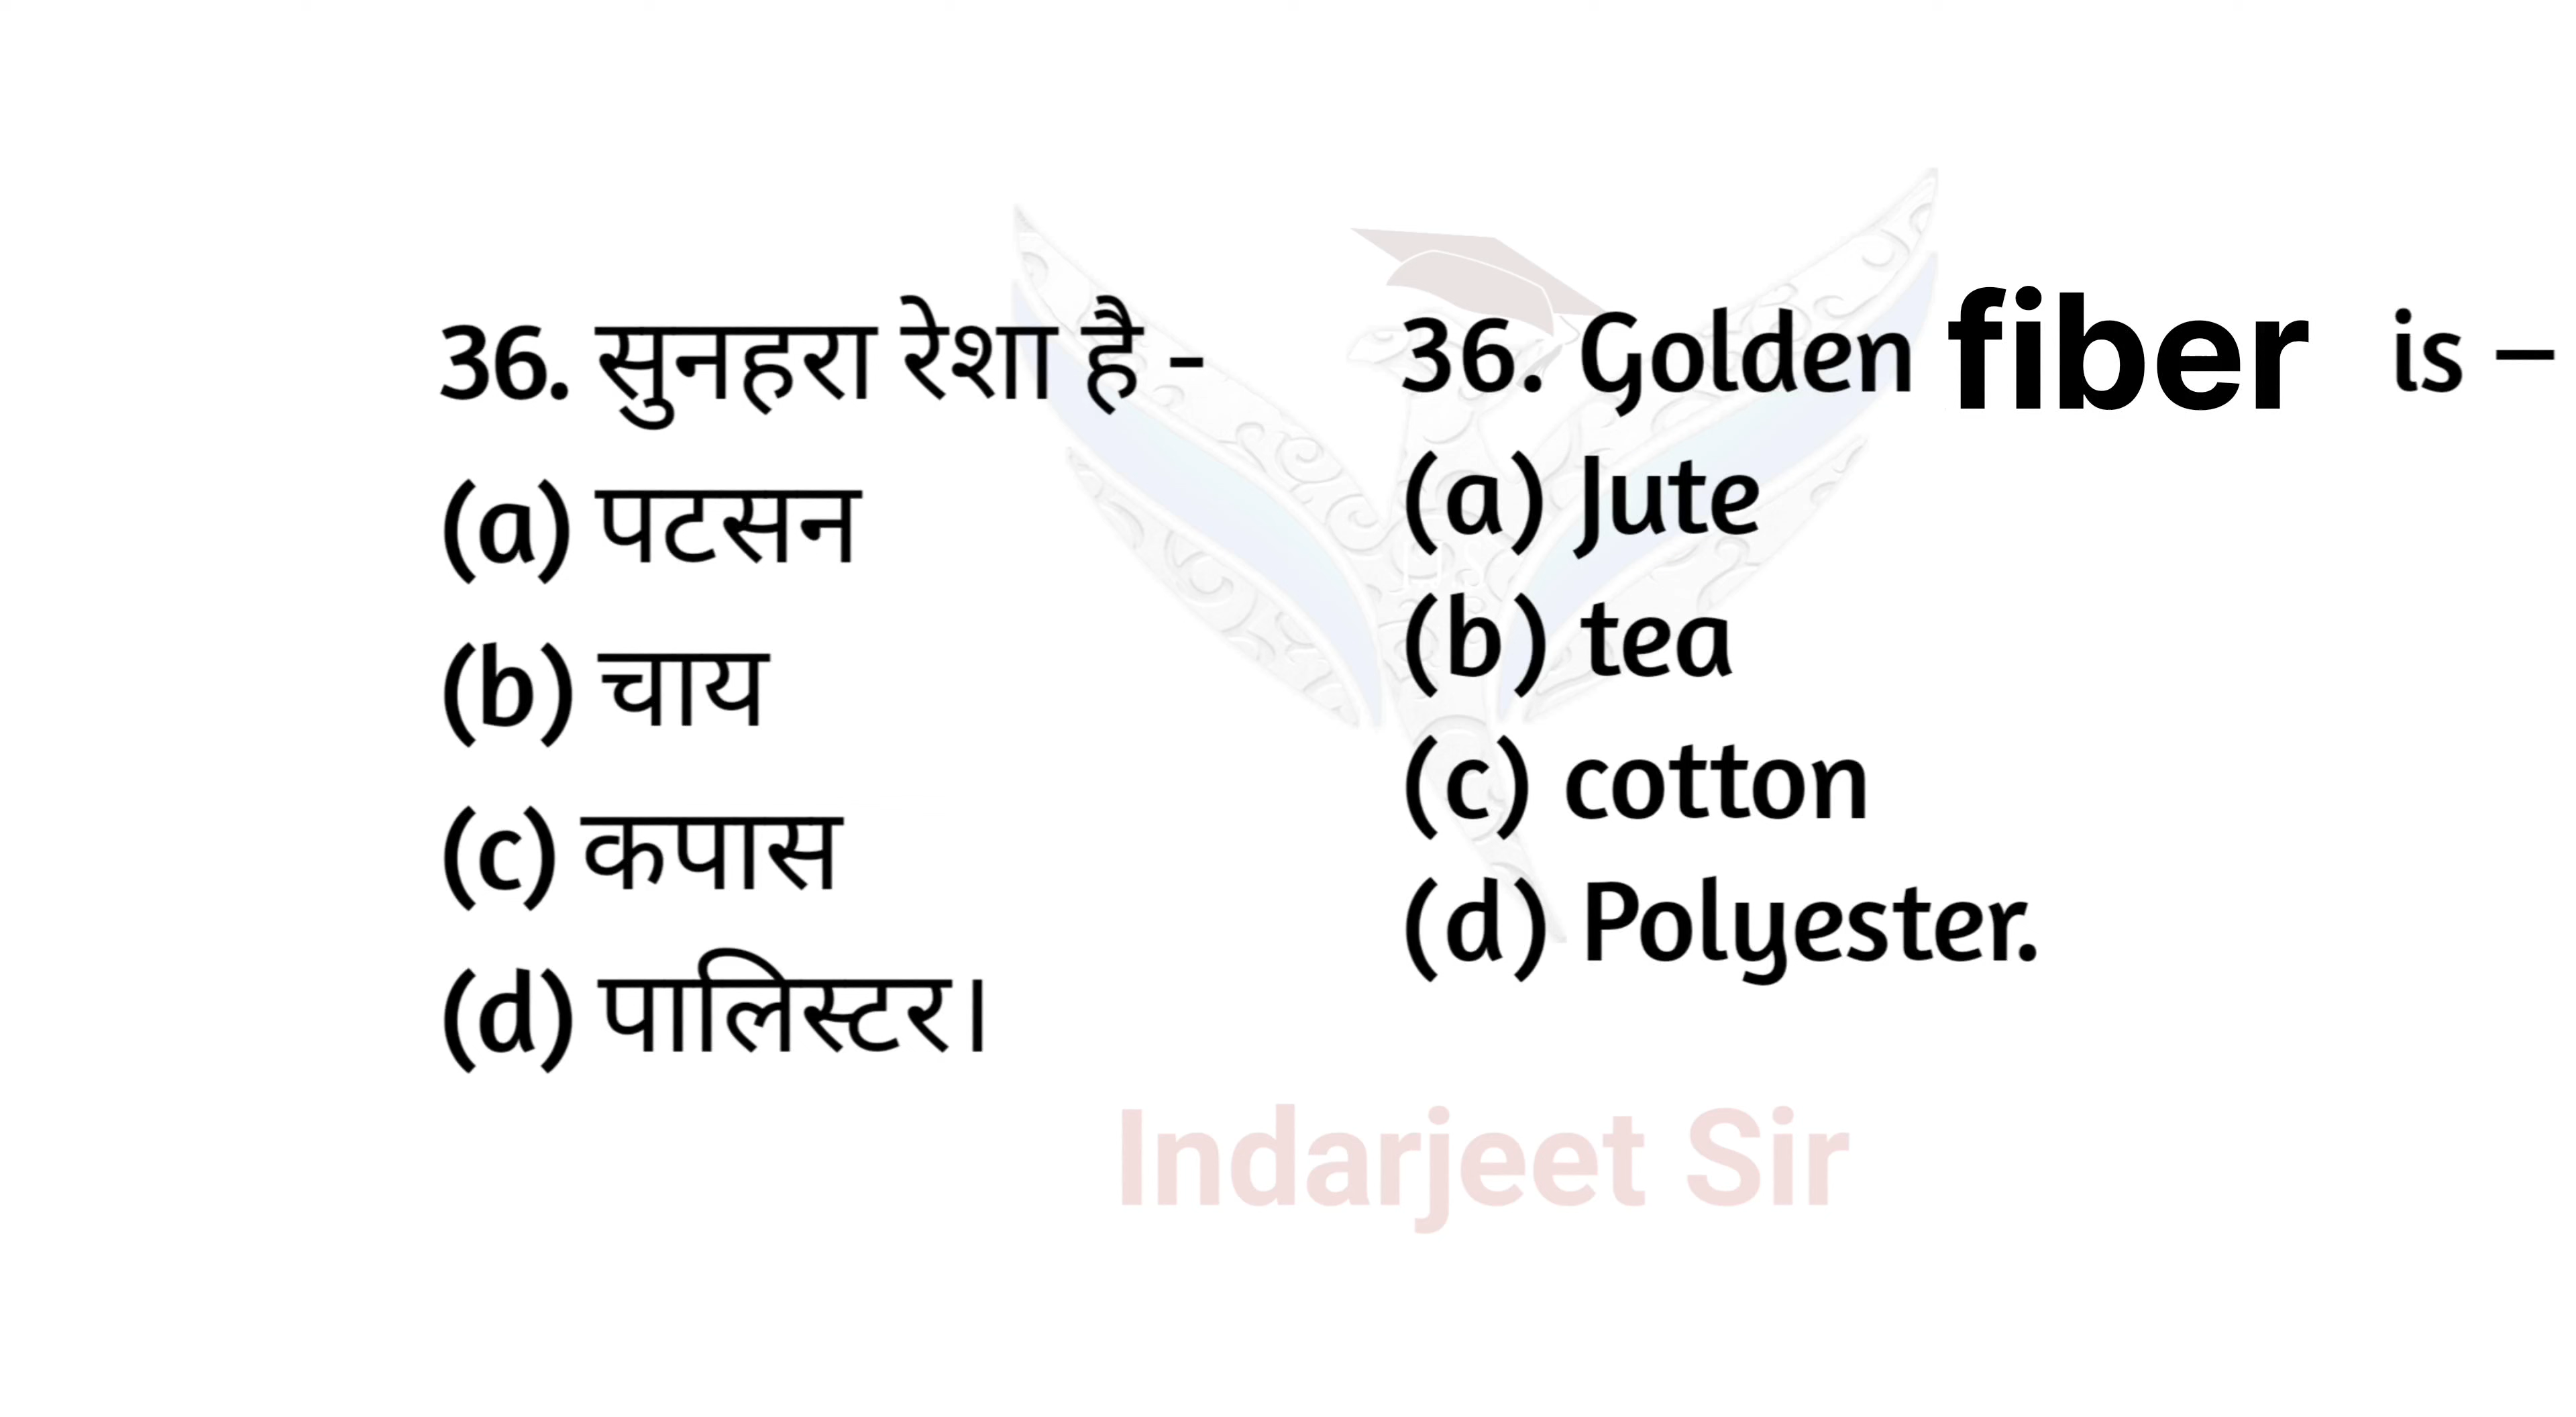 36. सुनहरा रेशा है -
(a) पटसन
(b) चाय
(c) कपास
(d) पालिस्टर।
36. Golden fiber is –
(a) Jute
(b) tea
(c) cotton
(d) Polyester.
Indarjeet Sir